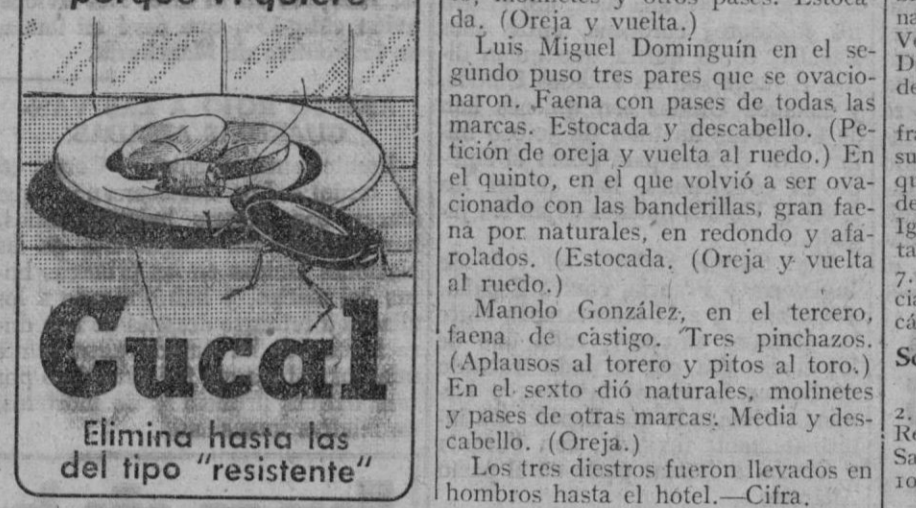 porque
Cucal
Elimina hasta las
del tipo "resistente"
da. (Oreja y vuelta.)
Luis Miguel Dominguín en el se-
gundo puso tres pares que se ovacio-
naron. Faena con pases de todas las
marcas. Estocada y descabello. (Pe-
tición de oreja y vuelta al ruedo.) En
el quinto, en el que volvió a ser ova-
cionado con las banderillas, gran fae-
na por naturales, en redondo y afa-
rolados. (Estocada. (Oreja y vuelta
al ruedo.)
Manolo González, en el tercero,
faena de castigo. Tres pinchazos.
(Aplausos al torero y pitos al toro.)
En el sexto dió naturales, molinetes
y pases de otras marcas. Media y des-
cabello. (Oreja.)
Los tres diestros fueron llevados en
hombros hasta el hotel.—Cifra.